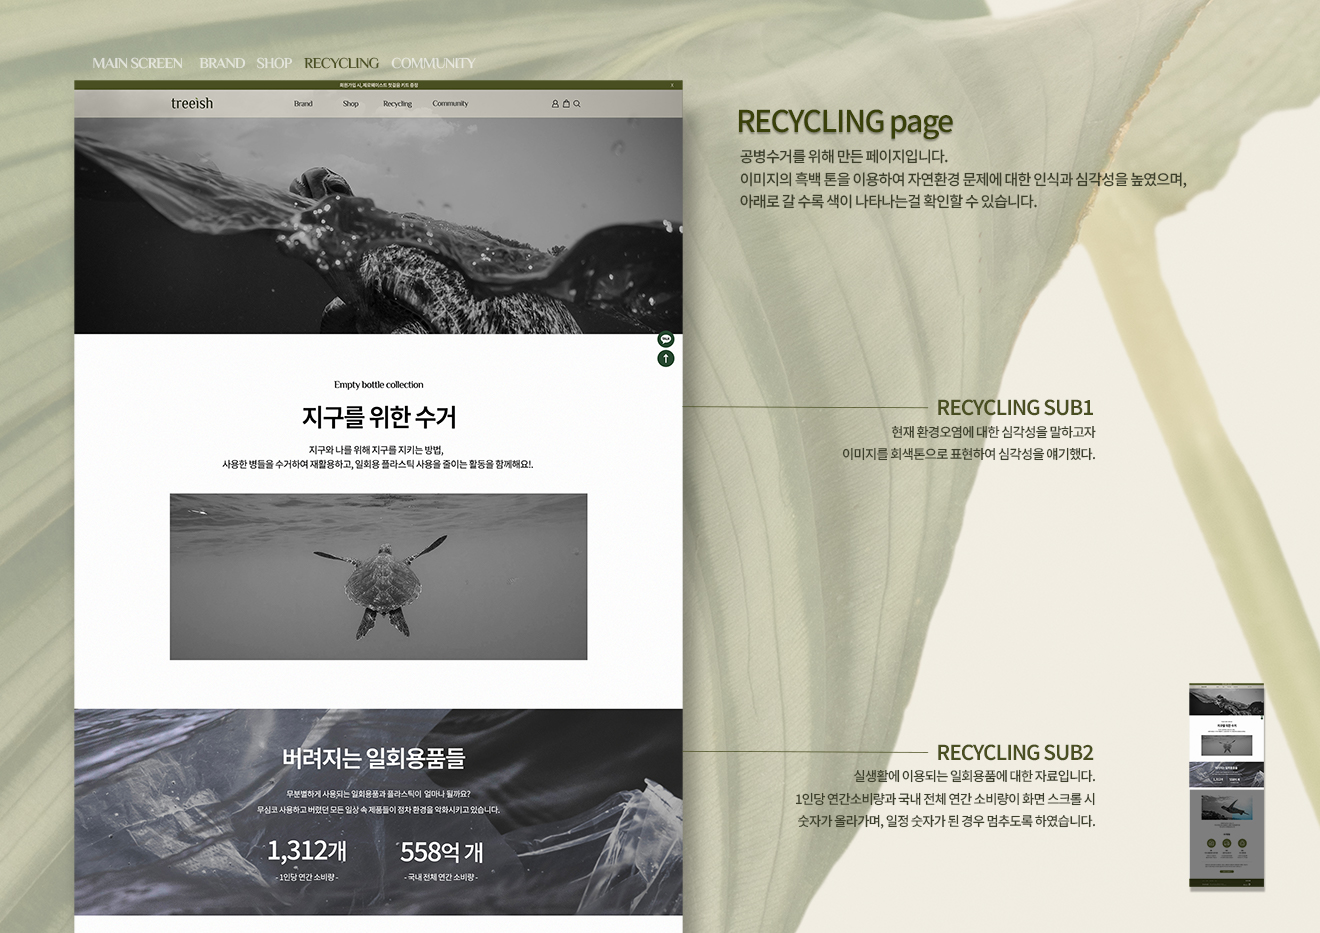 MAIN SCREEN BRAND SHOP RECYCLING COMMUNITY
회원가입 시, 제로웨이스트 첫걸음 키트 증정 X
treeish Brand Shop Recycling Community
Empty bottle collection
지구를 위한 수거
지구와 나를 위해 지구를 지키는 방법,
사용한 병들을 수거하여 재활용하고, 일회용 플라스틱 사용을 줄이는 활동을 함께해요!.
버려지는 일회용품들
무분별하게 사용되는 일회용품과 플라스틱이 얼마나 될까요?
무심코 사용하고 버렸던 모든 일상 속 제품들이 점차 환경을 악화시키고 있습니다.
1,312개 558억 개
- 1인당 연간 소비량 - - 국내 전체 연간 소비량 -
RECYCLING page
공병수거를 위해 만든 페이지입니다.
이미지의 흑백 톤을 이용하여 자연환경 문제에 대한 인식과 심각성을 높였으며,
아래로 갈 수록 색이 나타나는걸 확인할 수 있습니다.
RECYCLING SUB1
현재 환경오염에 대한 심각성을 말하고자
이미지를 회색톤으로 표현하여 심각성을 얘기했다.
RECYCLING SUB2
실생활에 이용되는 일회용품에 대한 자료입니다.
1인당 연간소비량과 국내 전체 연간 소비량이 화면 스크롤 시
숫자가 올라가며, 일정 숫자가 된 경우 멈추도록 하였습니다.